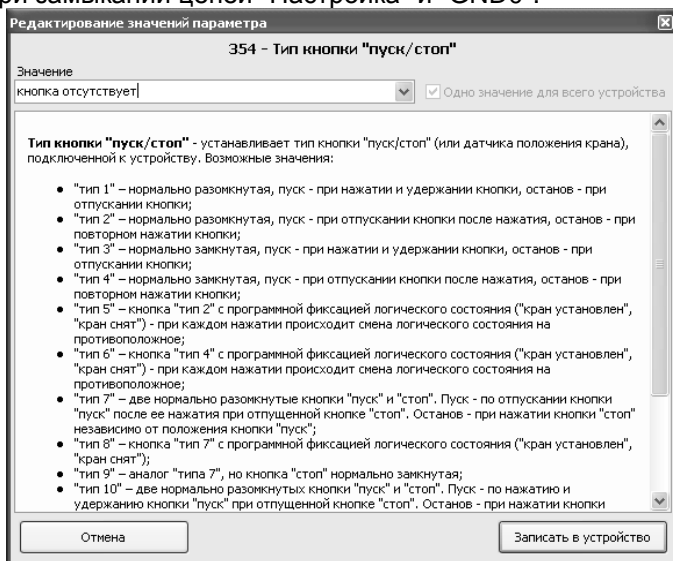 при замыкании цепей "Настройка" и "GND0".
Редактирование значений параметра
354 - Тип кнопки "пуск/стоп"
Значение
кнопка отсутствует
Одно значение для всего устройства
Тип кнопки "пуск/стоп" - устанавливает тип кнопки "пуск/стоп" (или датчика положения крана),
подключенной к устройству. Возможные значения:
● "тип 1" – нормально разомкнутая, пуск - при нажатии и удержании кнопки, останов - при
отпускании кнопки;
● "тип 2" – нормально разомкнутая, пуск - при отпускании кнопки после нажатия, останов - при
повторном нажатии кнопки;
● "тип 3" – нормально замкнутая, пуск - при нажатии и удержании кнопки, останов - при
отпускании кнопки;
● "тип 4" – нормально замкнутая, пуск - при отпускании кнопки после нажатия, останов - при
повторном нажатии кнопки;
● "тип 5" – кнопка "тип 2" с программной фиксацией логического состояния ("кран установлен",
"кран снят") - при каждом нажатии происходит смена логического состояния на
противоположное;
● "тип 6" – кнопка "тип 4" с программной фиксацией логического состояния ("кран установлен",
"кран снят") - при каждом нажатии происходит смена логического состояния на
противоположное;
● "тип 7" – две нормально разомкнутые кнопки "пуск" и "стоп". Пуск - по отпускании кнопки
"пуск" после ее нажатия при отпущенной кнопке "стоп". Останов - при нажатии кнопки "стоп"
независимо от положения кнопки "пуск";
● "тип 8" – кнопка "тип 7" с программной фиксацией логического состояния ("кран установлен",
"кран снят");
● "тип 9" – аналог "типа 7", но кнопка "стоп" нормально замкнутая;
● "тип 10" – две нормально разомкнутых кнопки "пуск" и "стоп". Пуск - по нажатию и
удержанию кнопки "пуск" при отпущенной кнопке "стоп". Останов - при нажатии кнопки
Отмена
Записать в устройство